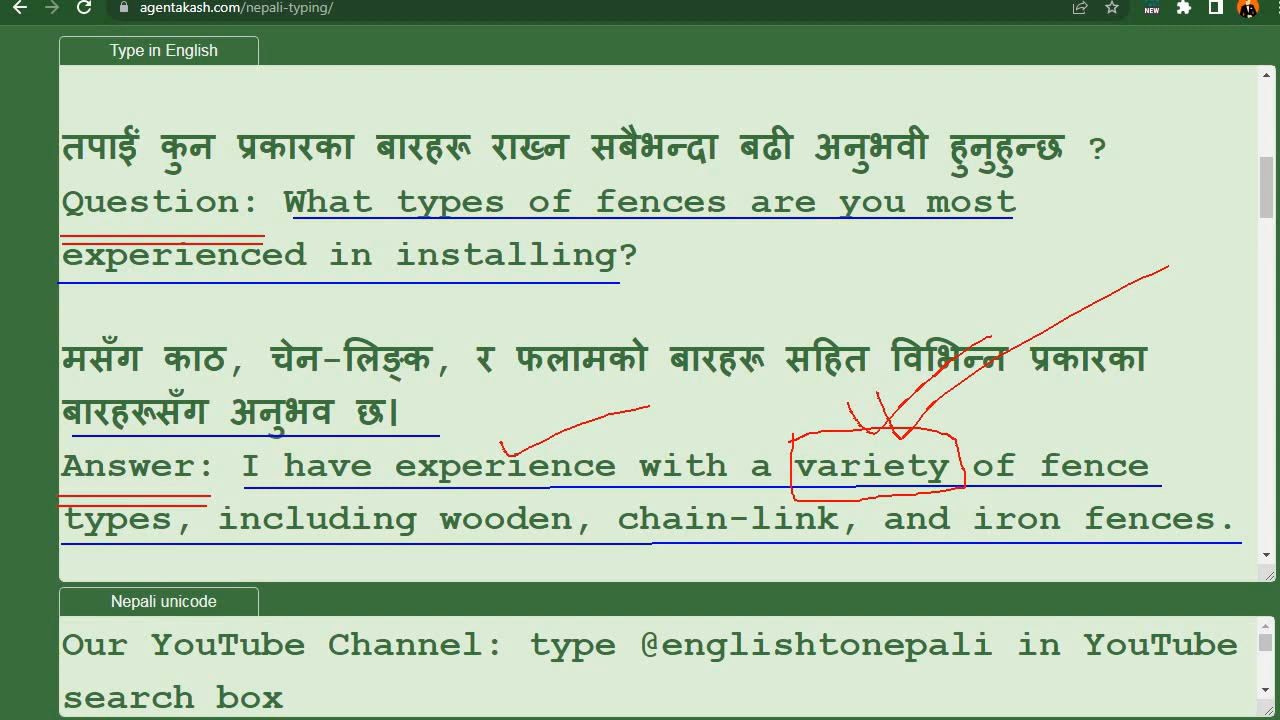 agentakash.com/nepali-typing/
NEW
Type in English
तपाईं कुन प्रकारका बारहरू राख्न सबैभन्दा बढी अनुभवी हुनुहुन्छ ?
Question: What types of fences are you most
experienced in installing?
मसँग काठ, चेन-लिङ्क, र फलामको बारहरू सहित विभिन्न प्रकारका
बारहरूसँग अनुभव छ।
Answer: I have experience with a variety of fence
types, including wooden, chain-link, and iron fences.
Nepali unicode
Our YouTube Channel: type @englishtonepali in YouTube
search box